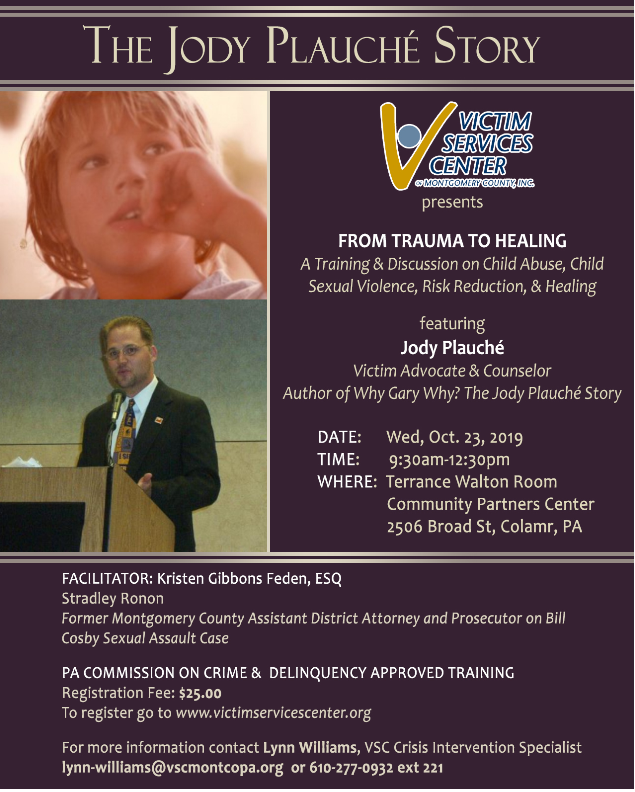 THE JODY PLAUCHÉ STORY
VICTIM
SERVICES
CENTER
OF MONTGOMERY COUNTY, INC.
presents
FROM TRAUMA TO HEALING
A Training & Discussion on Child Abuse, Child
Sexual Violence, Risk Reduction, & Healing
featuring
Jody Plauché
Victim Advocate & Counselor
Author of Why Gary Why? The Jody Plauché Story
DATE: Wed, Oct. 23, 2019
TIME: 9:30am-12:30pm
WHERE: Terrance Walton Room
Community Partners Center
2506 Broad St, Colamr, PA
FACILITATOR: Kristen Gibbons Feden, ESQ
Stradley Ronon
Former Montgomery County Assistant District Attorney and Prosecutor on Bill
Cosby Sexual Assault Case
PA COMMISSION ON CRIME & DELINQUENCY APPROVED TRAINING
Registration Fee: $25.00
To register go to www.victimservicescenter.org
For more information contact Lynn Williams, VSC Crisis Intervention Specialist
lynn-williams@vscmontcopa.org or 610-277-0932 ext 221